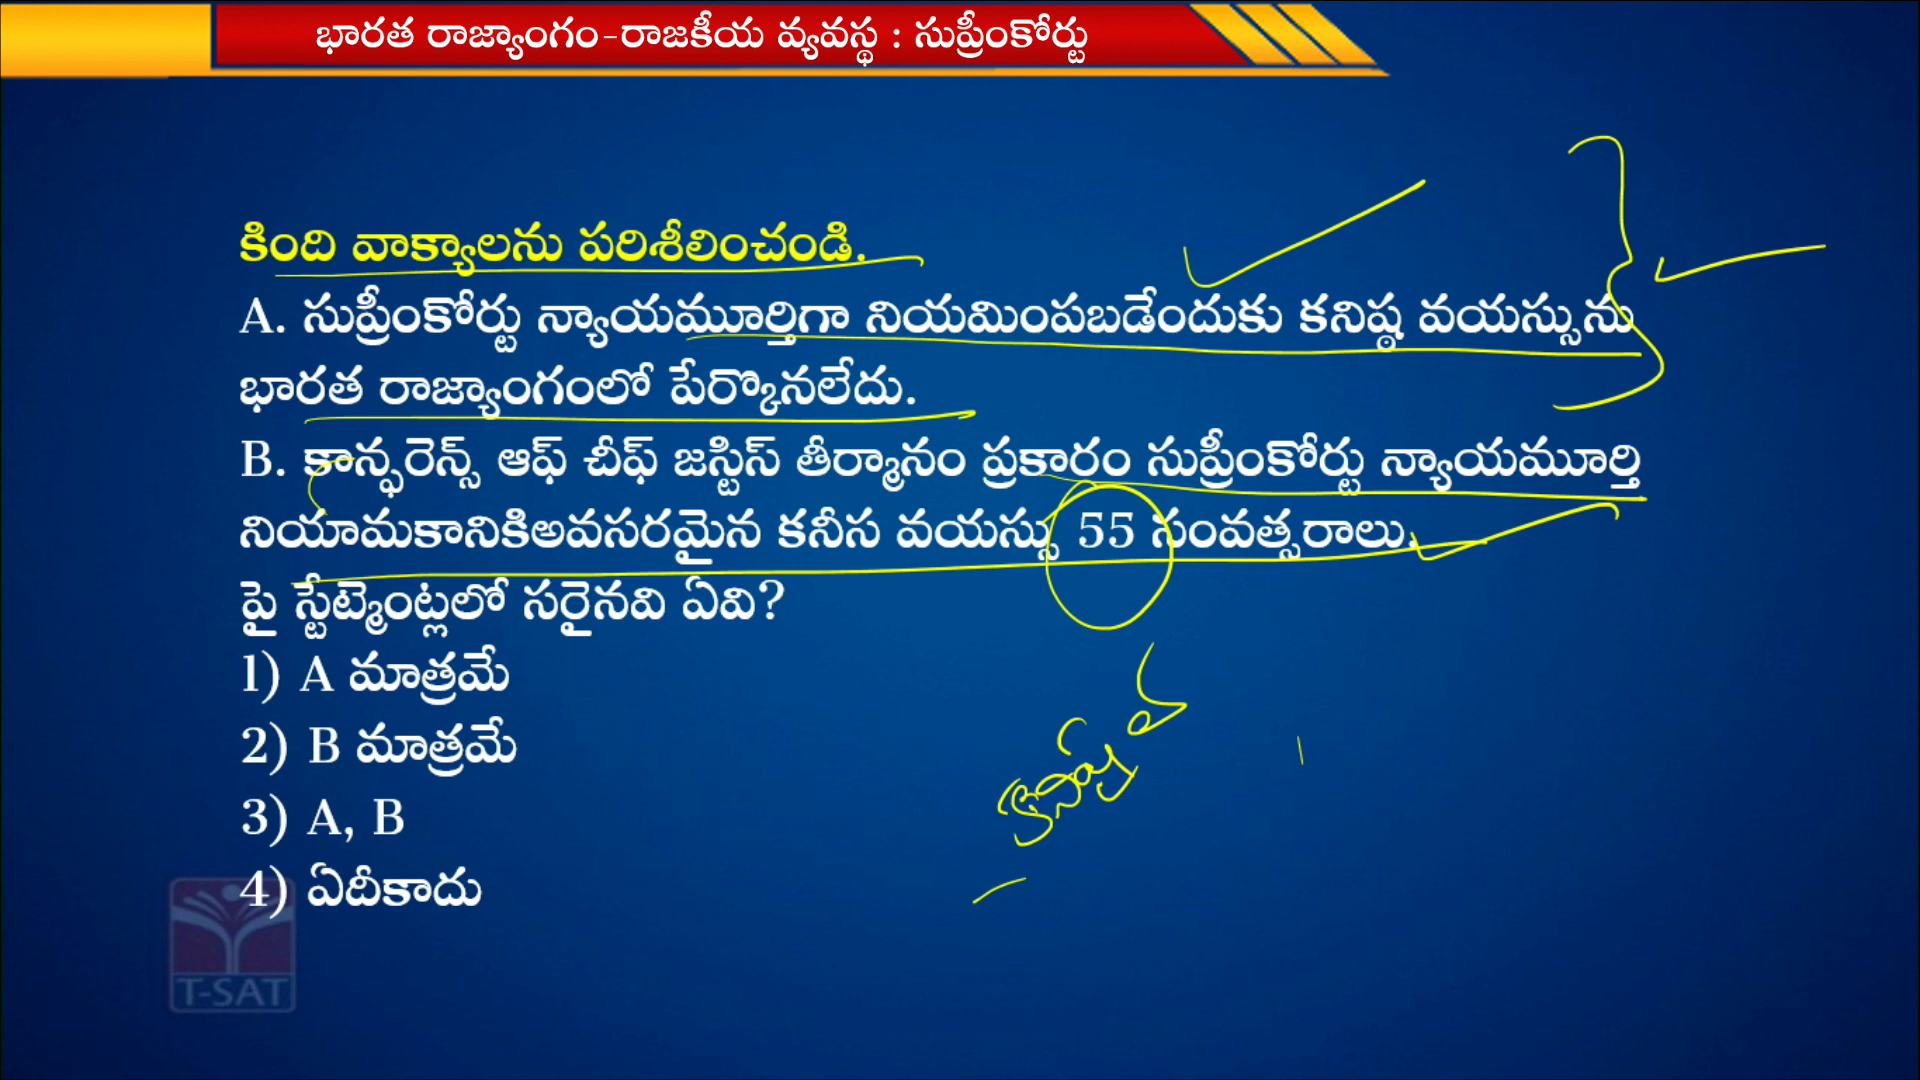 భారత రాజ్యాంగం-రాజకీయ వ్యవస్థ : సుప్రీంకోర్టు
కింది వాక్యాలను పరిశీలించండి.
A. సుప్రీంకోర్టు న్యాయమూర్తిగా నియమింపబడేందుకు కనిష్ఠ వయస్సును
భారత రాజ్యాంగంలో పేర్కొనలేదు.
B. కాన్ఫరెన్స్ ఆఫ్ చీఫ్ జస్టిస్ తీర్మానం ప్రకారం సుప్రీంకోర్టు న్యాయమూర్తి
నియామకానికిఅవసరమైన కనీస వయస్సు 55 సంవత్సరాలు.
పై స్టేట్మెంట్లలో సరైనవి ఏవి?
1) A మాత్రమే
2) B మాత్రమే
3) A, B
4) ఏదీకాదు
T-SAT